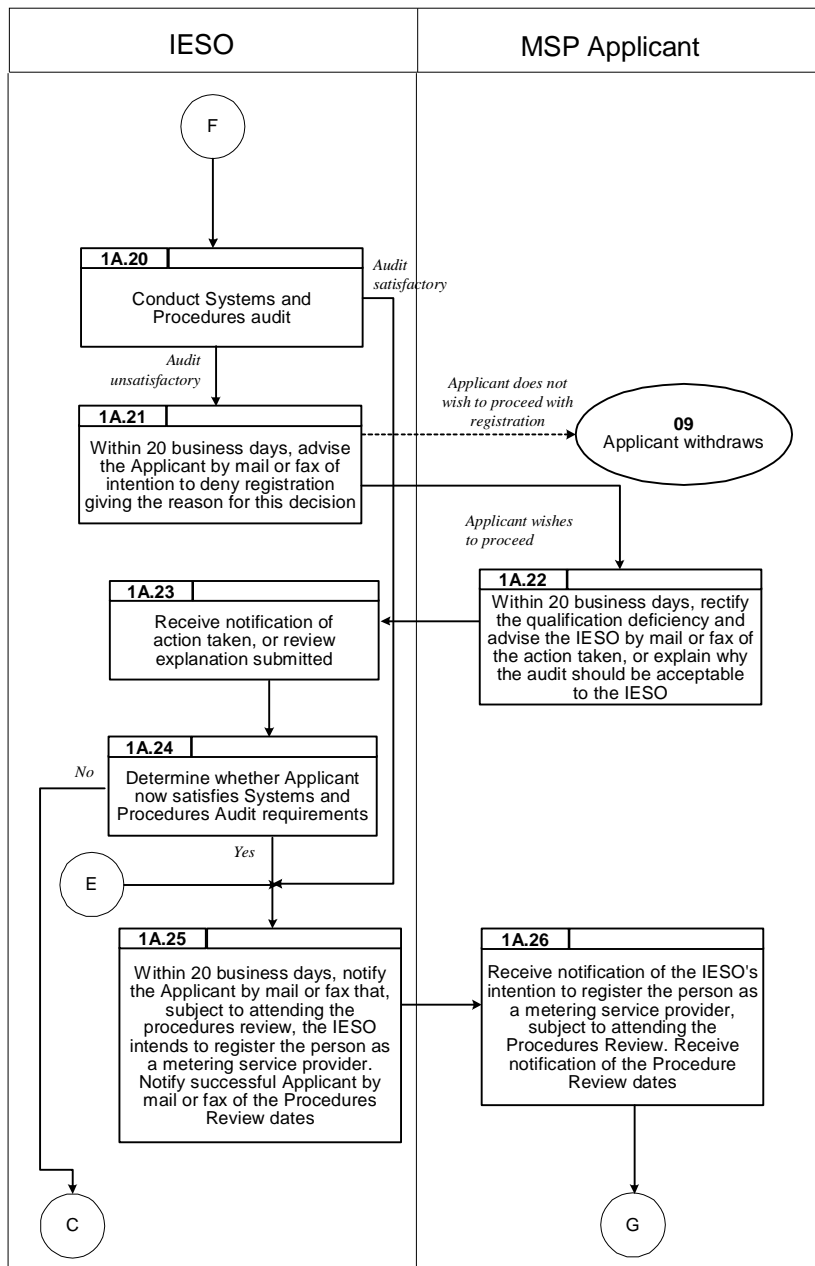 IESO
MSP Applicant
F
1A.20
Conduct Systems and
Procedures audit
Audit
satisfactory
Audit
unsatisfactory
1A.21
Within 20 business days, advise
the Applicant by mail or fax of
intention to deny registration
giving the reason for this decision
Applicant does not
wish to proceed with
registration
09
Applicant withdraws
Applicant wishes
to proceed
1A.22
Within 20 business days, rectify
the qualification deficiency and
advise the IESO by mail or fax of
the action taken, or explain why
the audit should be acceptable
to the IESO
1A.23
Receive notification of
action taken, or review
explanation submitted
1A.24
Determine whether Applicant
now satisfies Systems and
Procedures Audit requirements
No
Yes
E
1A.25
Within 20 business days, notify
the Applicant by mail or fax that,
subject to attending the
procedures review, the IESO
intends to register the person as
a metering service provider.
Notify successful Applicant by
mail or fax of the Procedures
Review dates
1A.26
Receive notification of the IESO's
intention to register the person as
a metering service provider,
subject to attending the
Procedures Review. Receive
notification of the Procedure
Review dates
C
G